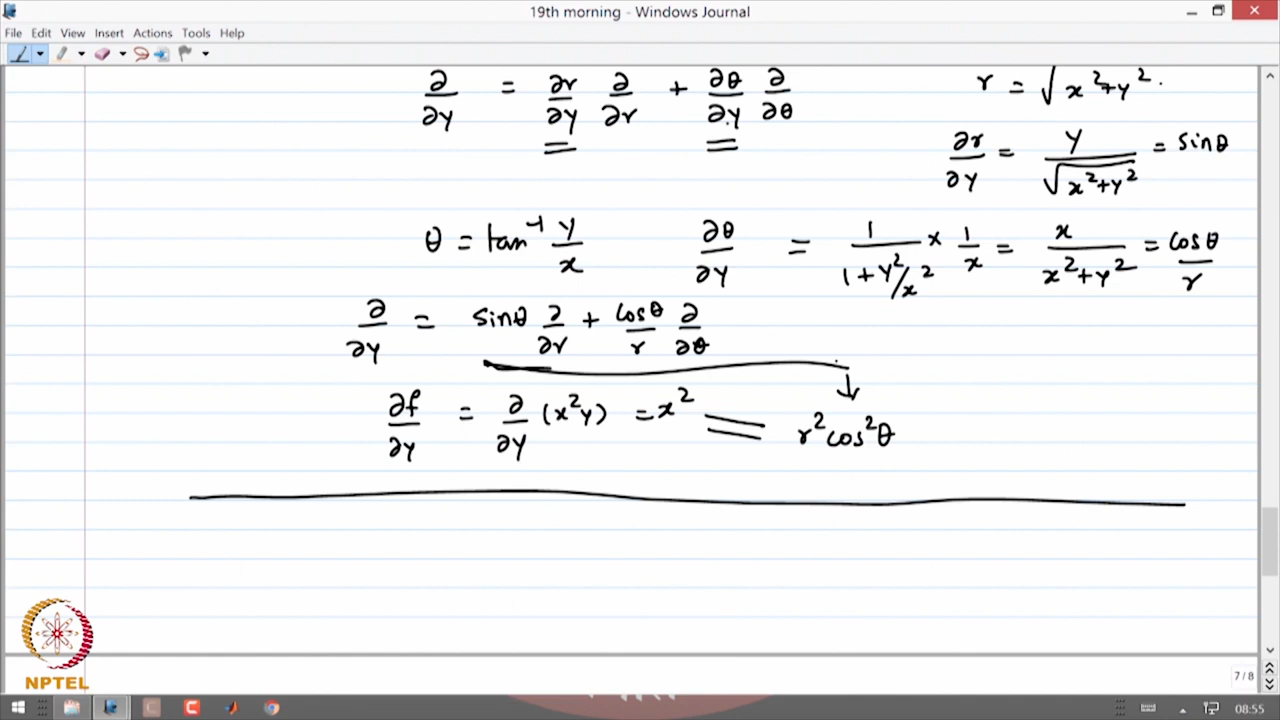 19th morning - Windows Journal
File Edit View Insert Actions Tools Help
∂/∂y = ∂r/∂y ∂/∂r + ∂θ/∂y ∂/∂θ
r = √x²+y².
∂r/∂y = y/√x²+y² = sinθ
θ = tan⁻¹ y/x
∂θ/∂y = 1/(1+y²/x²) × 1/x = x/(x²+y²) = cosθ/r
∂/∂y = sinθ ∂/∂r + cosθ/r ∂/∂θ
∂f/∂y = ∂/∂y (x²y) = x²
r²cos²θ
NPTEL
7 / 8
08:55